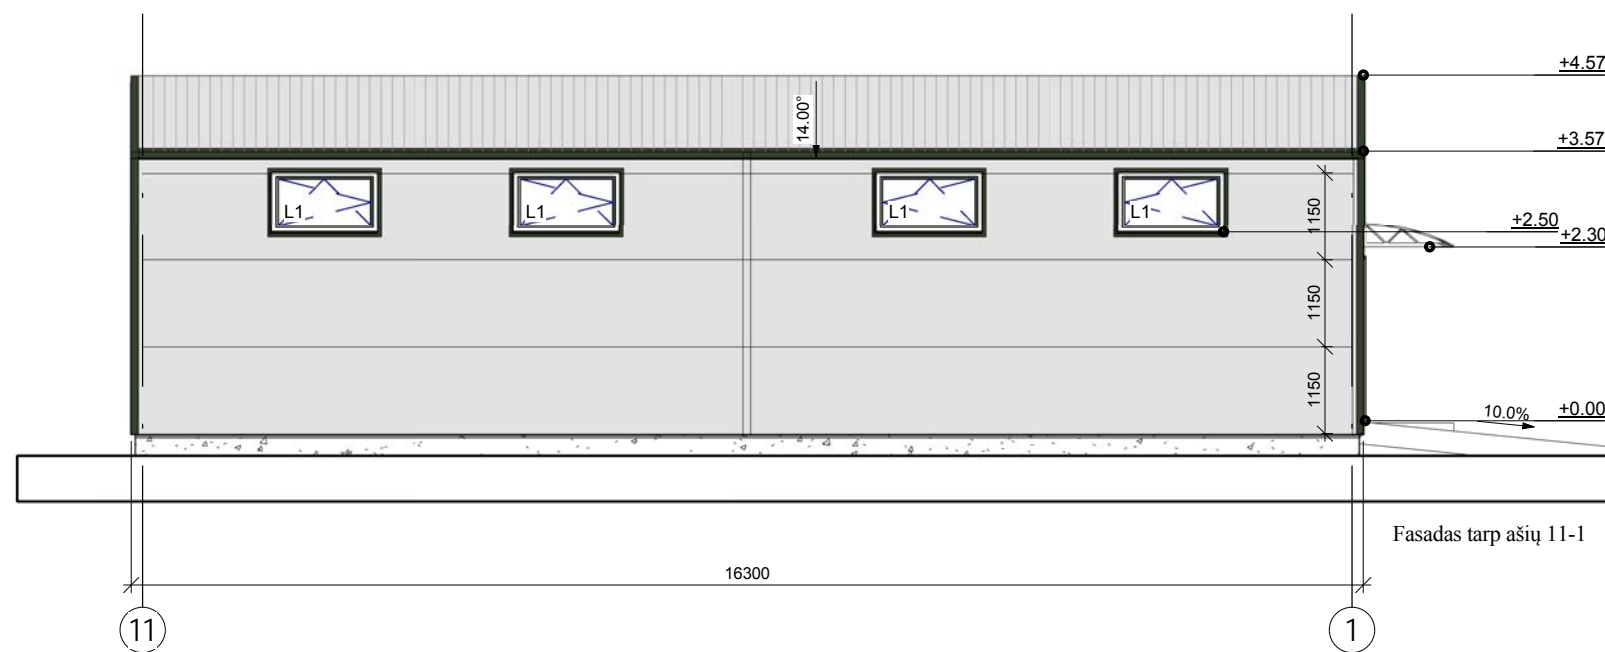 +4.57
14.00°
+3.57
L1
L1
L1
L1
1150
+2.50
+2.30
1150
1150
10.0%
+0.00
Fasadas tarp ašių 11-1
16300
11
1